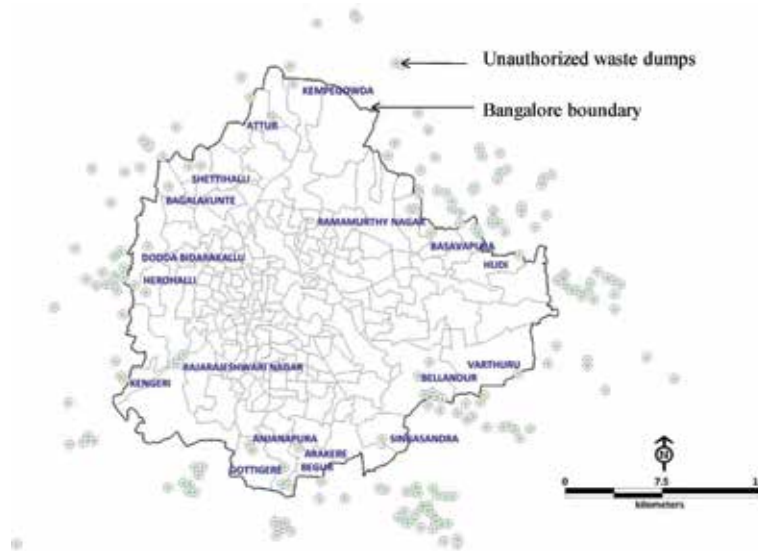 Unauthorized waste dumps
KEMPEGOWDA
Bangalore boundary
ATTUR
SHETTIHALLI
BAGALAKUNTE
RAMAMURTHY NAGAR
BASAVAPURA
DODDA BIDARAKALLU
HUDI
HEROHALLI
RAJARAJESHWARI NAGAR
VARTHURU
KENGERI
BELLANDUR
ANJANAPURA
SINGASANDRA
ARAKERE
GOTTIGERE
BEGUR
N
0 7.5
kilometers